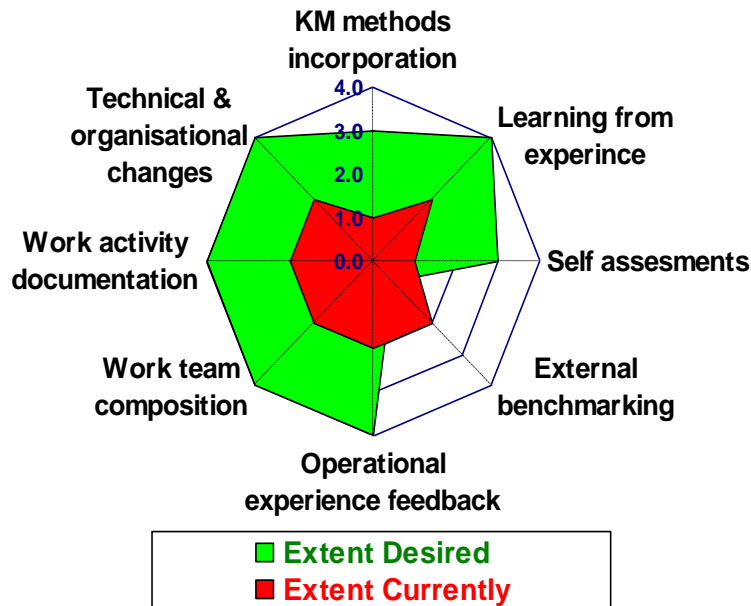 KM methods
incorporation
Technical &
organisational
changes
Learning from
experince
4.0
3.0
2.0
1.0
0.0
Work activity
documentation
Self assesments
Work team
composition
External
benchmarking
Operational
experience feedback
Extent Desired
Extent Currently